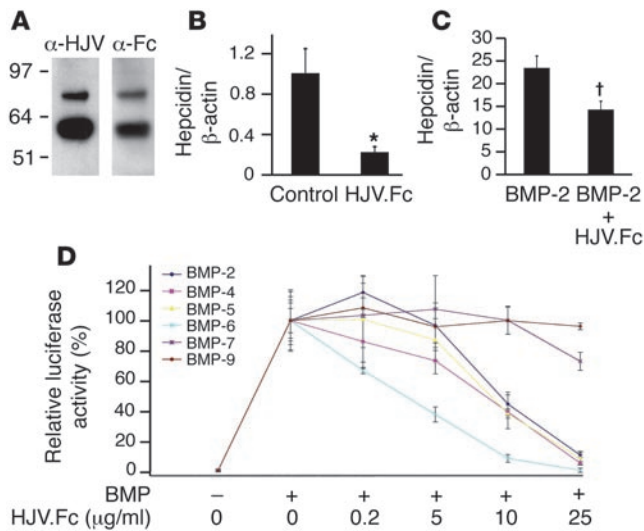 A
α-HJV α-Fc
97
64
51
B
Hepcidin/
β-actin
1.2
0.8
0.4
0
*
Control HJV.Fc
C
Hepcidin/
β-actin
30
25
20
15
10
5
0
†
BMP-2 BMP-2
+
HJV.Fc
D
Relative luciferase
activity (%)
120
100
80
60
40
20
0
BMP-2
BMP-4
BMP-5
BMP-6
BMP-7
BMP-9
BMP – + + + + +
HJV.Fc (μg/ml) 0 0 0.2 5 10 25